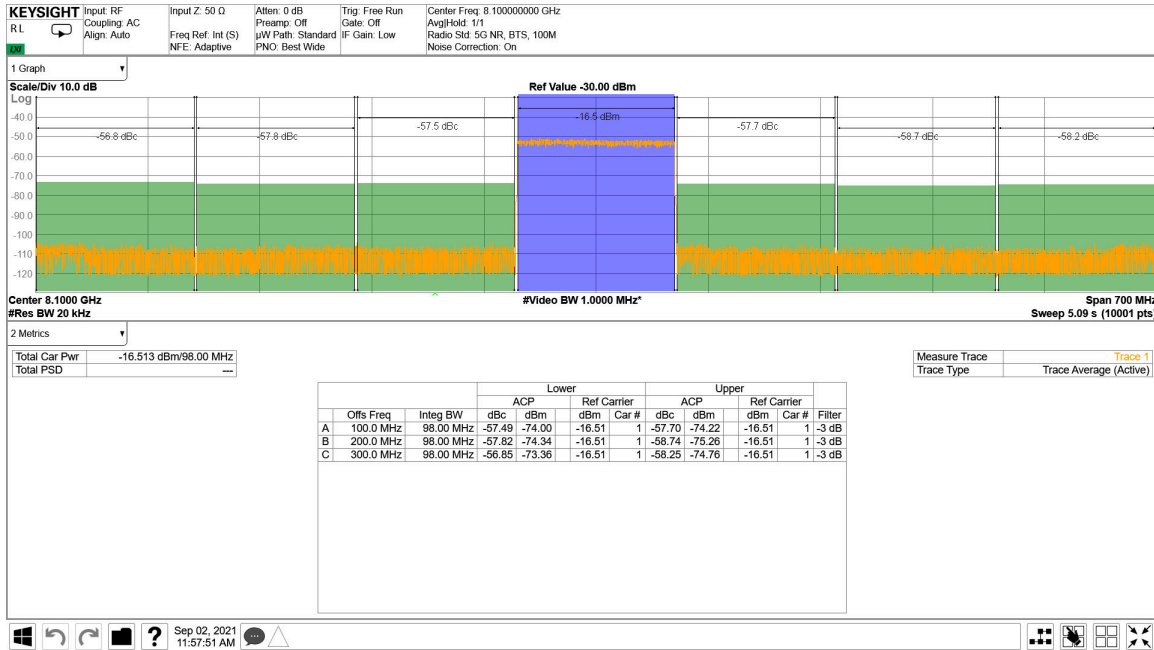 KEYSIGHT Input: RF Input Z: 50 Ω Atten: 0 dB Trig: Free Run Center Freq: 8.100000000 GHz
RL Coupling: AC Preamp: Off Gate: Off Avg|Hold: 1/1
Align: Auto Freq Ref: Int (S) µW Path: Standard IF Gain: Low Radio Std: 5G NR, BTS, 100M
LXI NFE: Adaptive PNO: Best Wide Noise Correction: On
1 Graph
Scale/Div 10.0 dB Ref Value -30.00 dBm
Log
-40.0
-50.0
-60.0
-70.0
-80.0
-90.0
-100
-110
-120
-56.8 dBc -57.8 dBc -57.5 dBc -16.5 dBm -57.7 dBc -58.7 dBc -58.2 dBc
Center 8.1000 GHz #Video BW 1.0000 MHz* Span 700 MHz
#Res BW 20 kHz Sweep 5.09 s (10001 pts)
2 Metrics
Total Car Pwr -16.513 dBm/98.00 MHz Measure Trace Trace 1
Total PSD --- Trace Type Trace Average (Active)
Lower Upper
ACP Ref Carrier ACP Ref Carrier
Offs Freq Integ BW dBc dBm dBm Car # dBc dBm dBm Car # Filter
A 100.0 MHz 98.00 MHz -57.49 -74.00 -16.51 1 -57.70 -74.22 -16.51 1 -3 dB
B 200.0 MHz 98.00 MHz -57.82 -74.34 -16.51 1 -58.74 -75.26 -16.51 1 -3 dB
C 300.0 MHz 98.00 MHz -56.85 -73.36 -16.51 1 -58.25 -74.76 -16.51 1 -3 dB
? Sep 02, 2021
11:57:51 AM